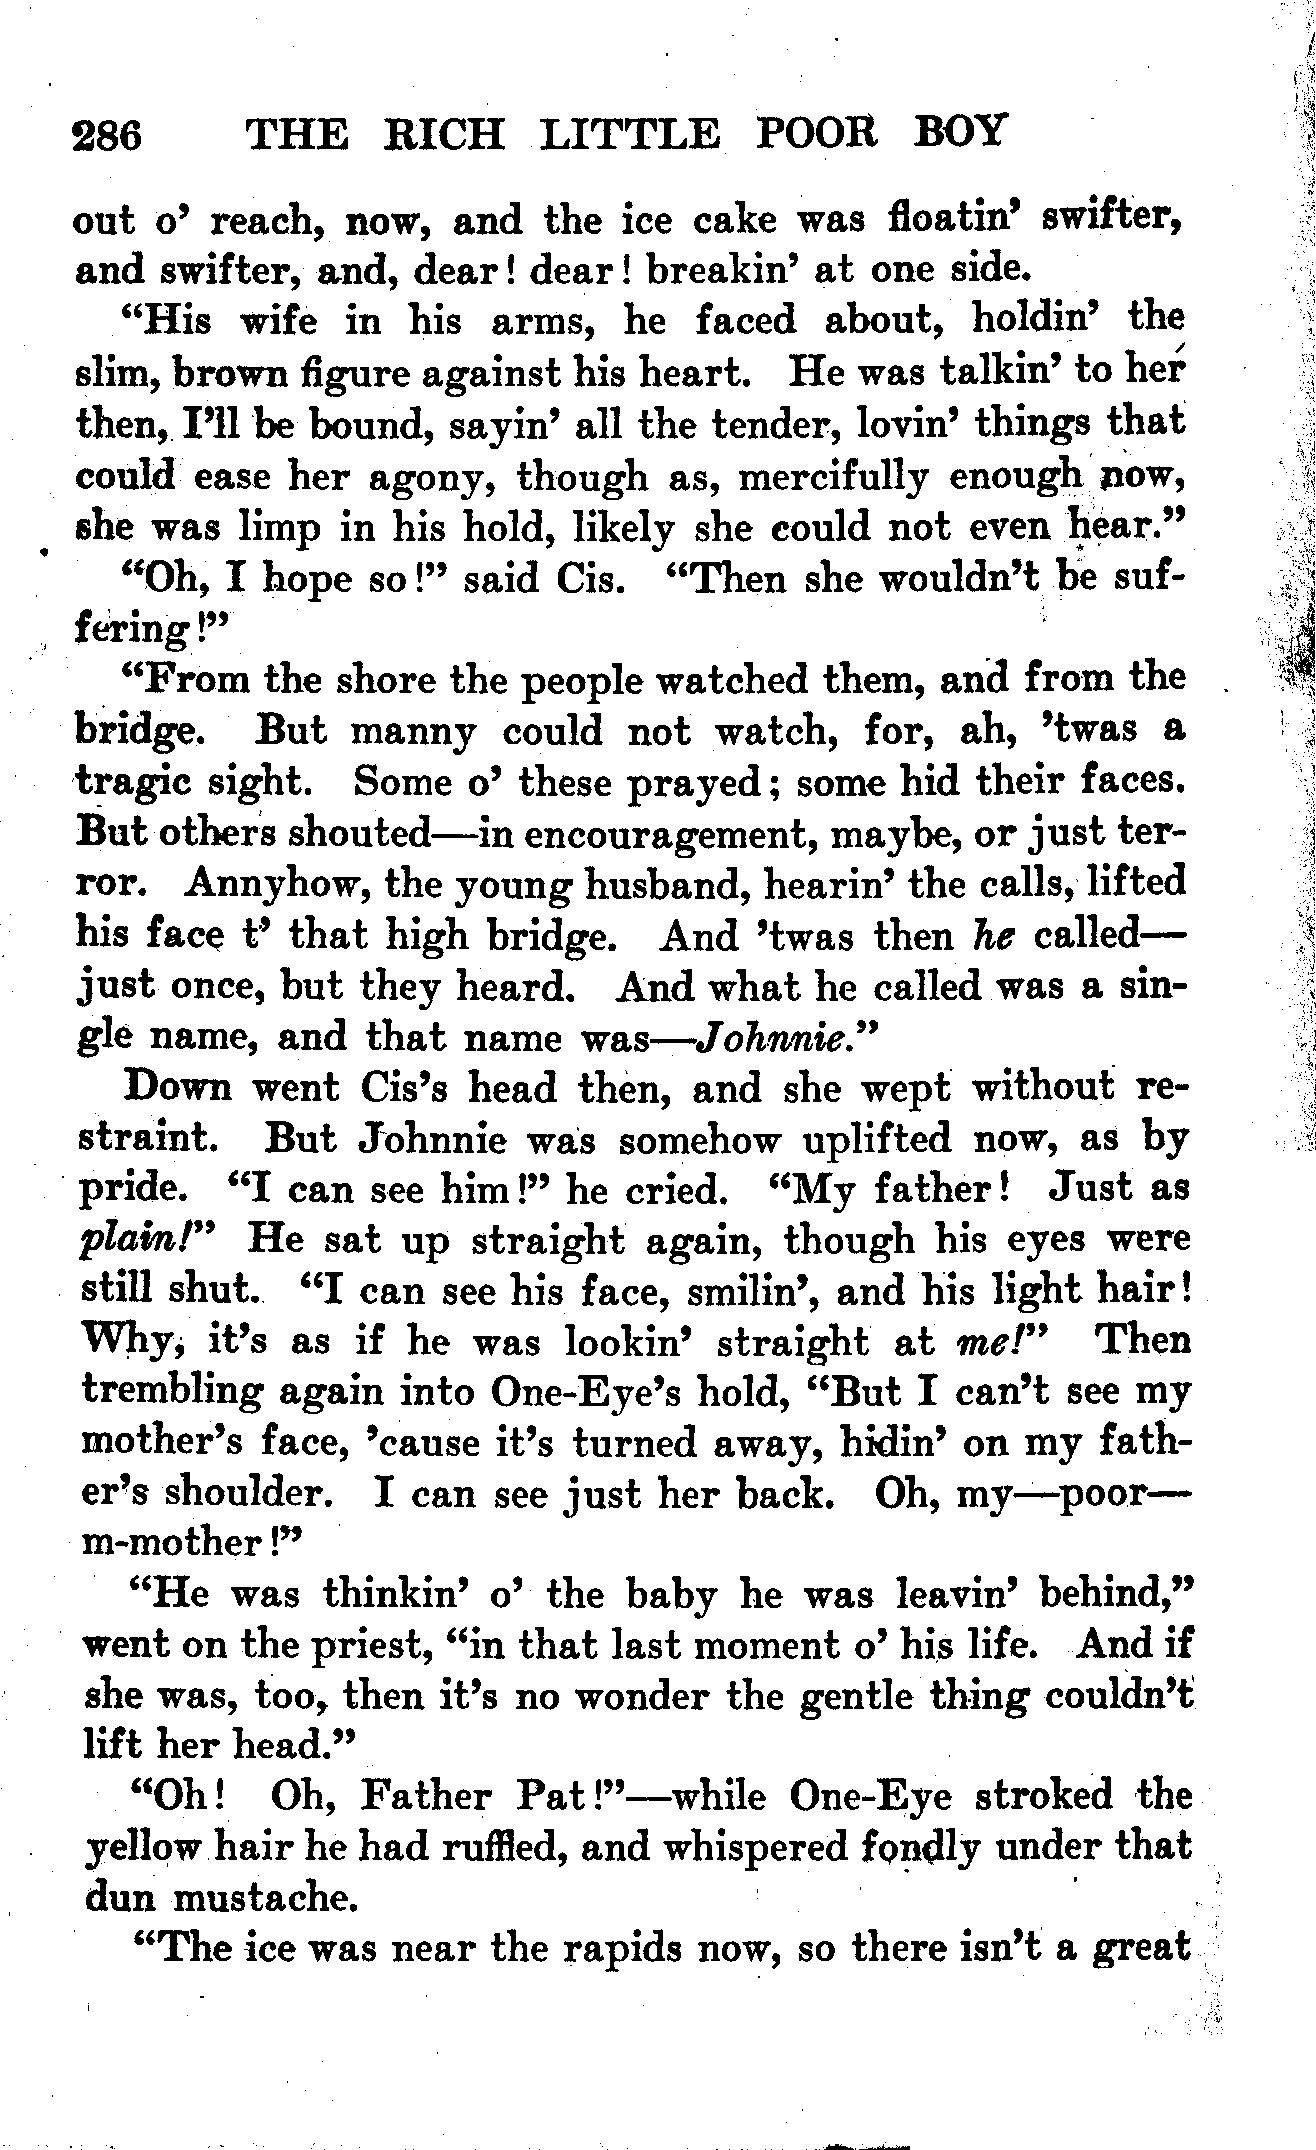 286 THE RICH LITTLE POOR BOY
out o’ reach, now, and the ice cake was floatin’ swifter,
and swifter, and, dear! dear! breakin’ at one side.
“His wife in his arms, he faced about, holdin’ the
slim, brown figure against his heart. He was talkin’ to her
then, I’ll be bound, sayin’ all the tender, lovin’ things that
could ease her agony, though as, mercifully enough now,
she was limp in his hold, likely she could not even hear.”
“Oh, I hope so!” said Cis. “Then she wouldn’t be suf-
fering!”
“From the shore the people watched them, and from the
bridge. But manny could not watch, for, ah, ’twas a
tragic sight. Some o’ these prayed; some hid their faces.
But others shouted—in encouragement, maybe, or just ter-
ror. Annyhow, the young husband, hearin’ the calls, lifted
his face t’ that high bridge. And ’twas then he called—
just once, but they heard. And what he called was a sin-
gle name, and that name was—Johnnie.”
Down went Cis’s head then, and she wept without re-
straint. But Johnnie was somehow uplifted now, as by
pride. “I can see him!” he cried. “My father! Just as
plain!” He sat up straight again, though his eyes were
still shut. “I can see his face, smilin’, and his light hair!
Why, it’s as if he was lookin’ straight at me!” Then
trembling again into One-Eye’s hold, “But I can’t see my
mother’s face, ’cause it’s turned away, hidin’ on my fath-
er’s shoulder. I can see just her back. Oh, my—poor—
m-mother!”
“He was thinkin’ o’ the baby he was leavin’ behind,”
went on the priest, “in that last moment o’ his life. And if
she was, too, then it’s no wonder the gentle thing couldn’t
lift her head.”
“Oh! Oh, Father Pat!”—while One-Eye stroked the
yellow hair he had ruffled, and whispered fondly under that
dun mustache.
“The ice was near the rapids now, so there isn’t a great